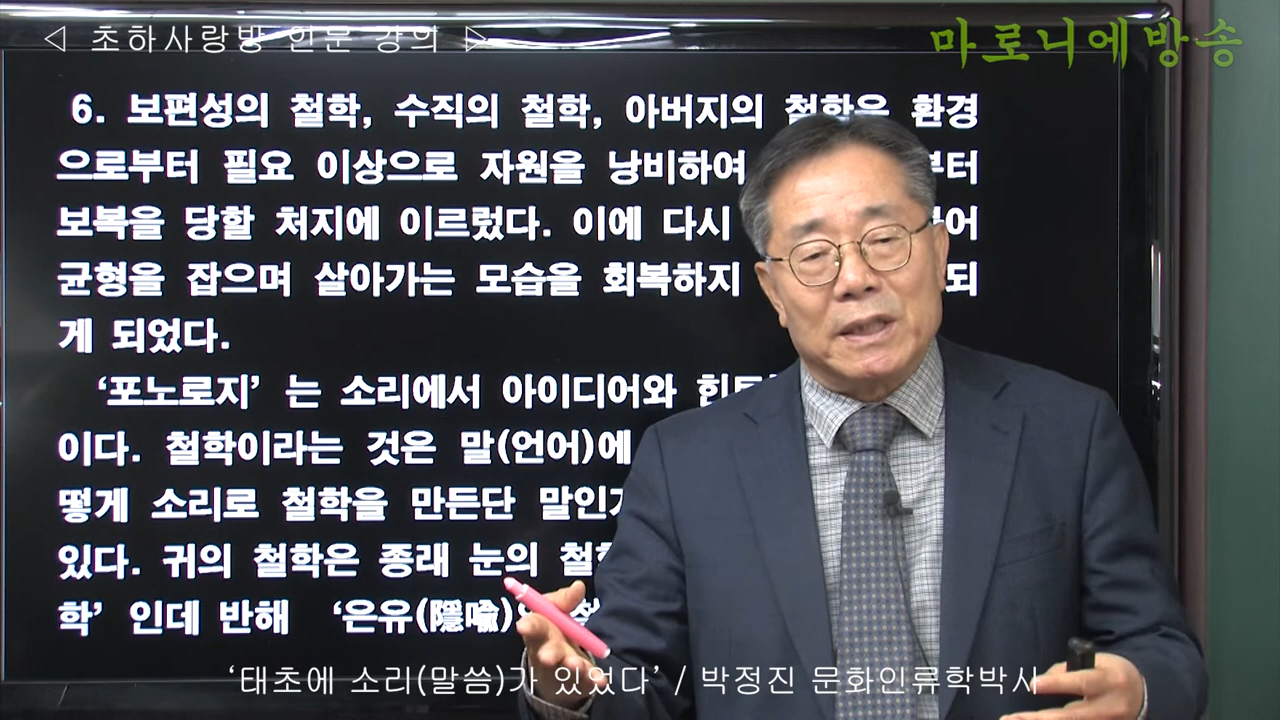 ◁ 초하사랑방 인문 강의 ▷
마로니에방송
6. 보편성의 철학, 수직의 철학, 아버지의 철학은 환경
으로부터 필요 이상으로 자원을 낭비하여
보복을 당할 처지에 이르렀다. 이에 다시
균형을 잡으며 살아가는 모습을 회복하지
게 되었다.
‘포노로지’ 는 소리에서 아이디어와
이다. 철학이라는 것은 말(언어)에
떻게 소리로 철학을 만든단
있다. 귀의 철학은 종래 눈의
학’ 인데 반해 ‘은유(隱喩)의
‘태초에 소리(말씀)가 있었다’ / 박정진 문화인류학박사